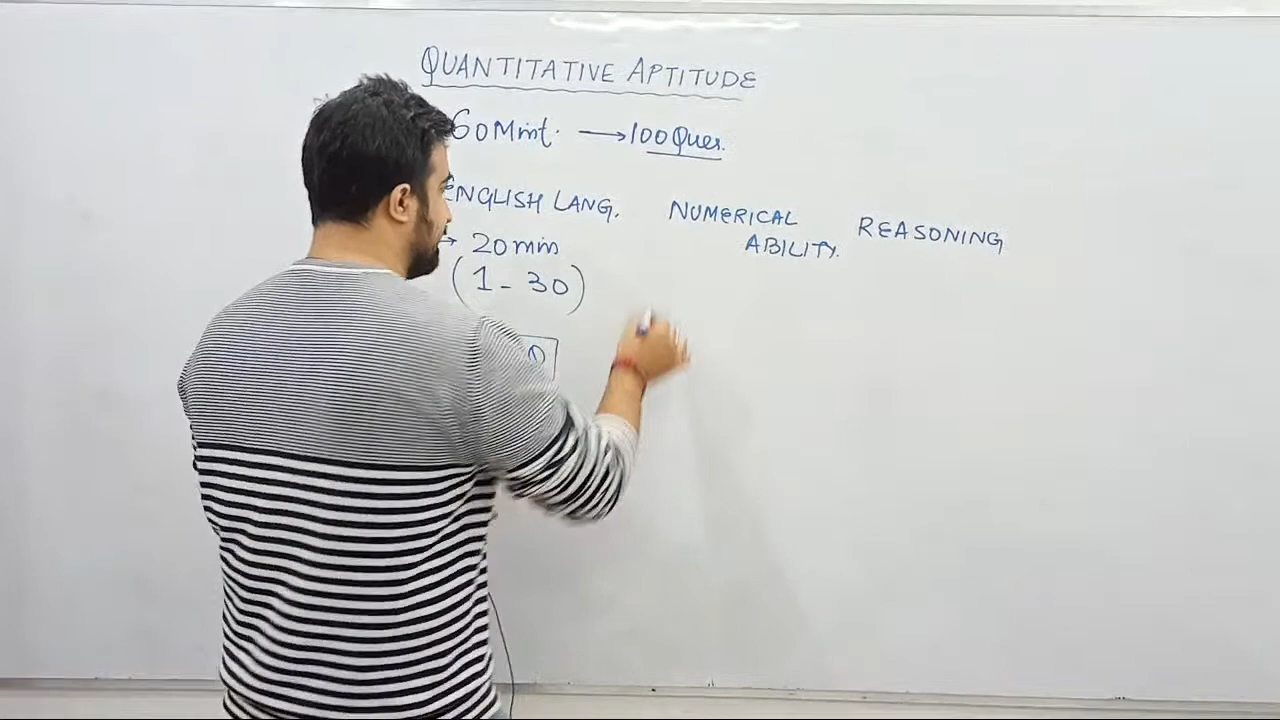 QUANTITATIVE APTITUDE
60 Mint. → 100 Ques.
ENGLISH LANG.
NUMERICAL ABILITY.
REASONING
→ 20 min
(1 - 30)